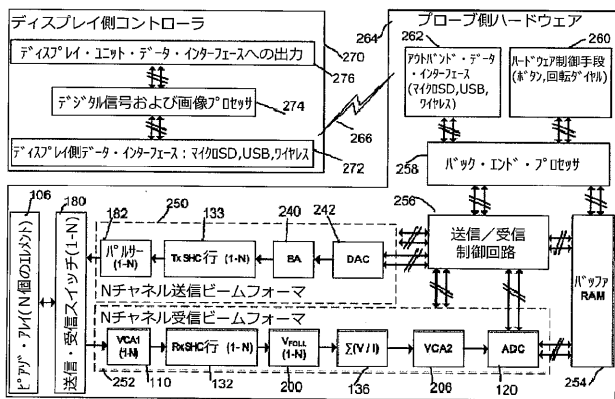 ディスプレイ側コントローラ
ディスプレイ・ユニット・データ・インターフェースへの出力
デジタル信号および画像プロセッサ
ディスプレイ側データ・インターフェース:マイクロSD,USB,ワイヤレス
270
276
274
272
264
266
プローブ側ハードウェア
262
260
アウトバンド・データ・
インターフェース
(マイクロSD,USB,
ワイヤレス)
ハードウェア制御手段
(ボタン,回転ダイヤル)
258
バック・エンド・プロセッサ
256
送信/受信
制御回路
バッファ
RAM
254
106
180
ピエゾ・アレイ(N個のエレメント)
送信・受信スイッチ(1-N)
182
133
250
240
242
パルサー
(1-N)
TxSHC行 (1-N)
BA
DAC
Nチャネル送信ビームフォーマ
Nチャネル受信ビームフォーマ
VCA1
(1-N)
RxSHC行 (1-N)
VFOLL
(1-N)
Σ(V / I)
VCA2
ADC
252
110
132
200
136
206
120